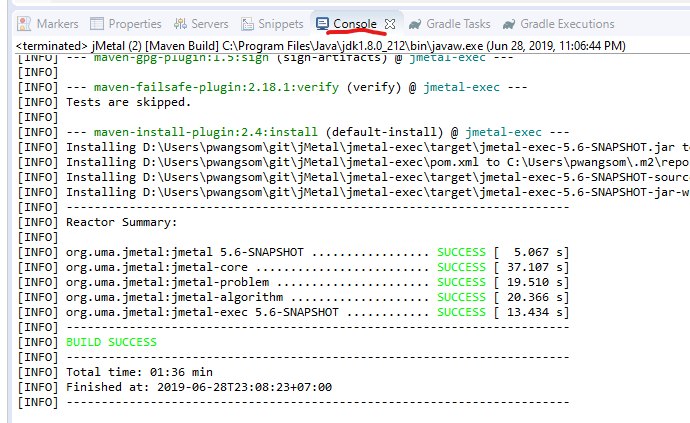 Markers Properties Servers Snippets Console Gradle Tasks Gradle Executions
<terminated> jMetal (2) [Maven Build] C:\Program Files\Java\jdk1.8.0_212\bin\javaw.exe (Jun 28, 2019, 11:06:44 PM)
[INFO] --- maven-gpg-plugin:1.5:sign (sign-artifacts) @ jmetal-exec ---
[INFO]
[INFO] --- maven-failsafe-plugin:2.18.1:verify (verify) @ jmetal-exec ---
[INFO] Tests are skipped.
[INFO]
[INFO] --- maven-install-plugin:2.4:install (default-install) @ jmetal-exec ---
[INFO] Installing D:\Users\pwangsom\git\jMetal\jmetal-exec\target\jmetal-exec-5.6-SNAPSHOT.jar to
[INFO] Installing D:\Users\pwangsom\git\jMetal\jmetal-exec\pom.xml to C:\Users\pwangsom\.m2\repo
[INFO] Installing D:\Users\pwangsom\git\jMetal\jmetal-exec\target\jmetal-exec-5.6-SNAPSHOT-sourc
[INFO] Installing D:\Users\pwangsom\git\jMetal\jmetal-exec\target\jmetal-exec-5.6-SNAPSHOT-jar-w
[INFO] ------------------------------------------------------------------------
[INFO] Reactor Summary:
[INFO]
[INFO] org.uma.jmetal:jmetal 5.6-SNAPSHOT ................. SUCCESS [  5.067 s]
[INFO] org.uma.jmetal:jmetal-core ......................... SUCCESS [ 37.107 s]
[INFO] org.uma.jmetal:jmetal-problem ...................... SUCCESS [ 19.510 s]
[INFO] org.uma.jmetal:jmetal-algorithm .................... SUCCESS [ 20.366 s]
[INFO] org.uma.jmetal:jmetal-exec 5.6-SNAPSHOT ............ SUCCESS [ 13.434 s]
[INFO] ------------------------------------------------------------------------
[INFO] BUILD SUCCESS
[INFO] ------------------------------------------------------------------------
[INFO] Total time: 01:36 min
[INFO] Finished at: 2019-06-28T23:08:23+07:00
[INFO] ------------------------------------------------------------------------